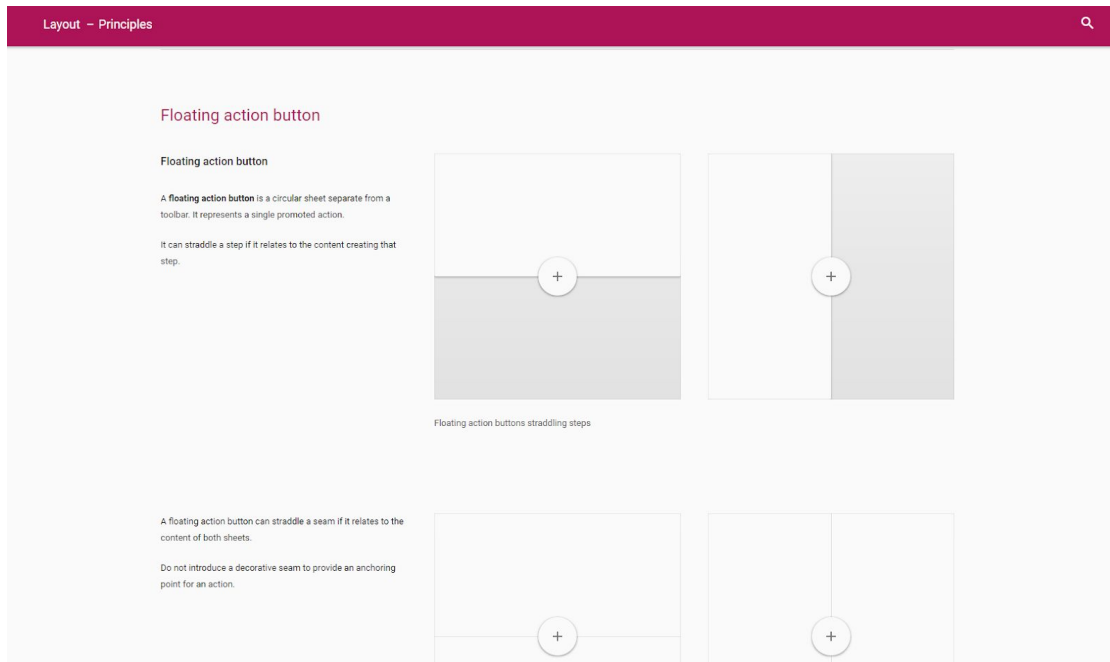 Layout – Principles
Floating action button
Floating action button
A floating action button is a circular sheet separate from a
toolbar. It represents a single promoted action.
It can straddle a step if it relates to the content creating that
step.
Floating action buttons straddling steps
A floating action button can straddle a seam if it relates to the
content of both sheets.
Do not introduce a decorative seam to provide an anchoring
point for an action.